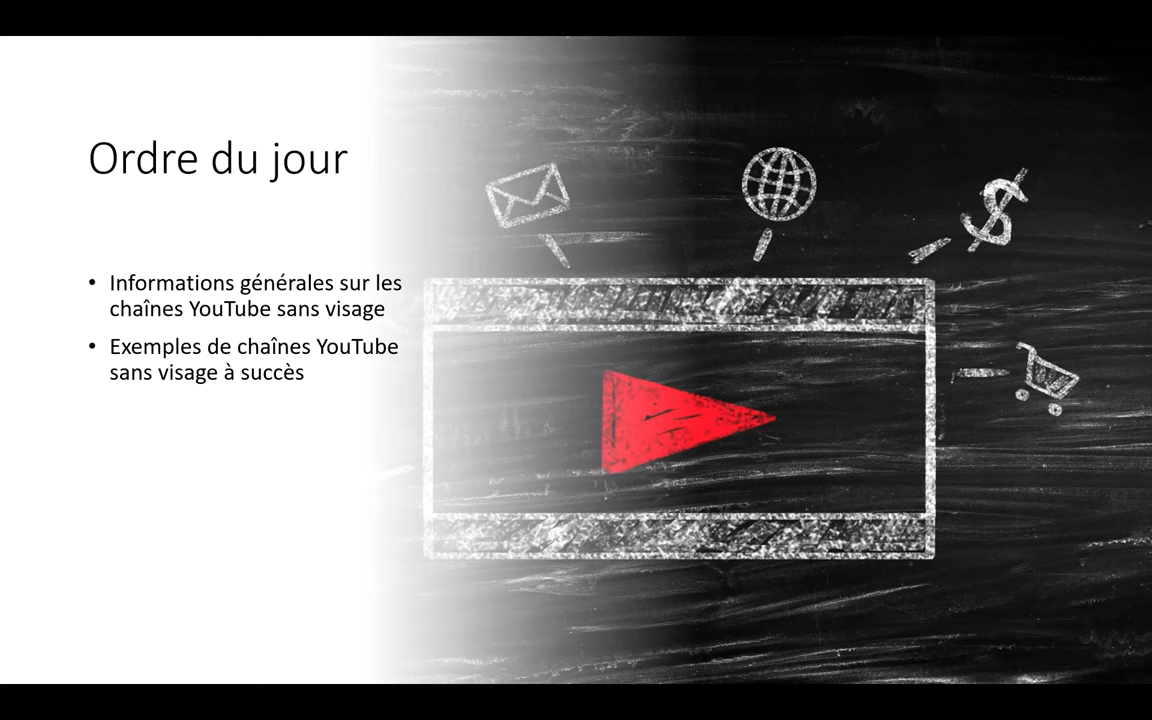 Ordre du jour
• Informations générales sur les
chaînes YouTube sans visage
• Exemples de chaînes YouTube
sans visage à succès